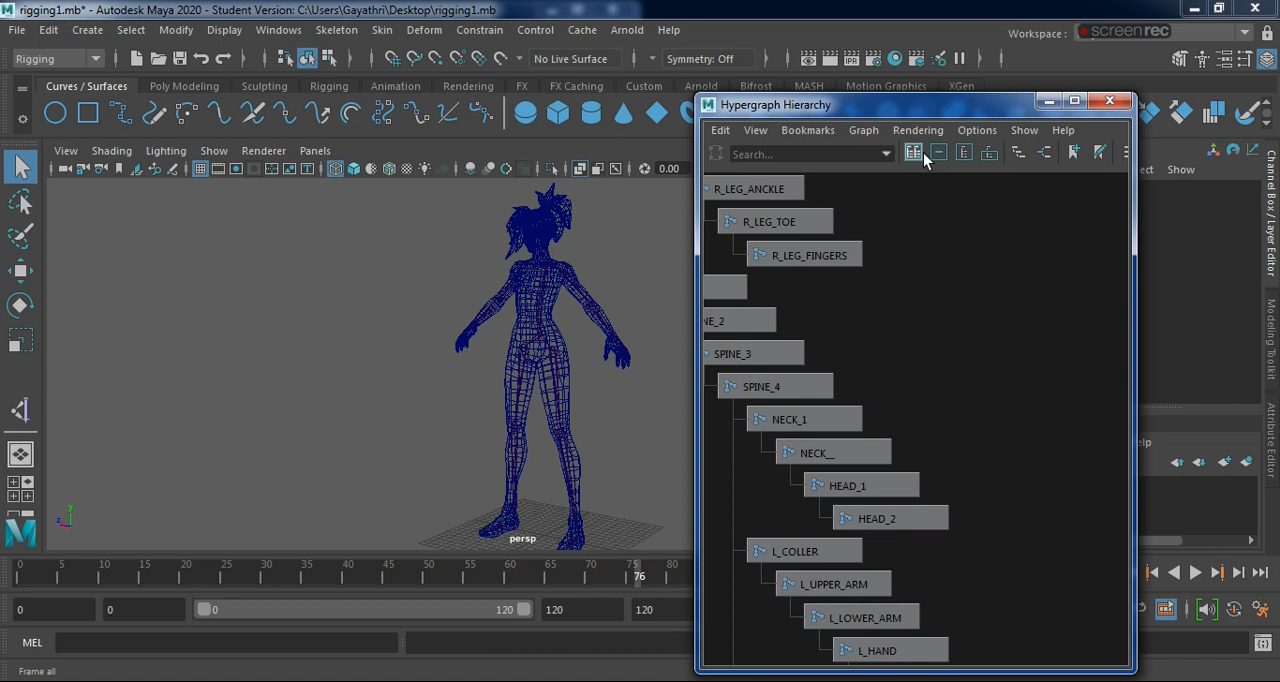 rigging1.mb* - Autodesk Maya 2020 - Student Version: C:\Users\Gayathri\Desktop\rigging1.mb
File Edit Create Select Modify Display Windows Skeleton Skin Deform Constrain Control Cache Arnold Help
Workspace : screenrec
Rigging No Live Surface Symmetry: Off
Curves / Surfaces Poly Modeling Sculpting Rigging Animation Rendering FX FX Caching Custom Arnold Bifrost MASH Motion Graphics XGen
Hypergraph Hierarchy
Edit View Bookmarks Graph Rendering Options Show Help
Search...
View Shading Lighting Show Renderer Panels
IPR
0.00
ect Show
R_LEG_ANCKLE
R_LEG_TOE
R_LEG_FINGERS
NE_2
SPINE_3
SPINE_4
NECK_1
NECK__
HEAD_1
HEAD_2
L_COLLER
L_UPPER_ARM
L_LOWER_ARM
L_HAND
Channel Box / Layer Editor
Modeling Toolkit
Attribute Editor
elp
y
z
persp
0 5 10 15 20 25 30 35 40 45 50 55 60 65 70 75 80
76
0 0 0 120 120 120
MEL
Frame all